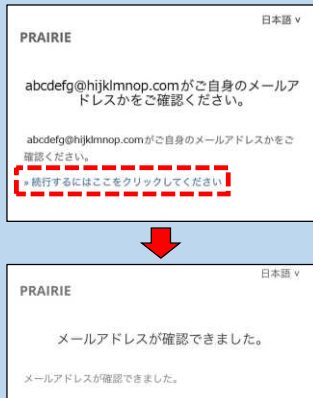 日本語 ∨
PRAIRIE
abcdefg@hijklmnop.comがご自身のメールア
ドレスかをご確認ください。
abcdefg@hijklmnop.comがご自身のメールアドレスかをご
確認ください。
» 続行するにはここをクリックしてください
日本語 ∨
PRAIRIE
メールアドレスが確認できました。
メールアドレスが確認できました。